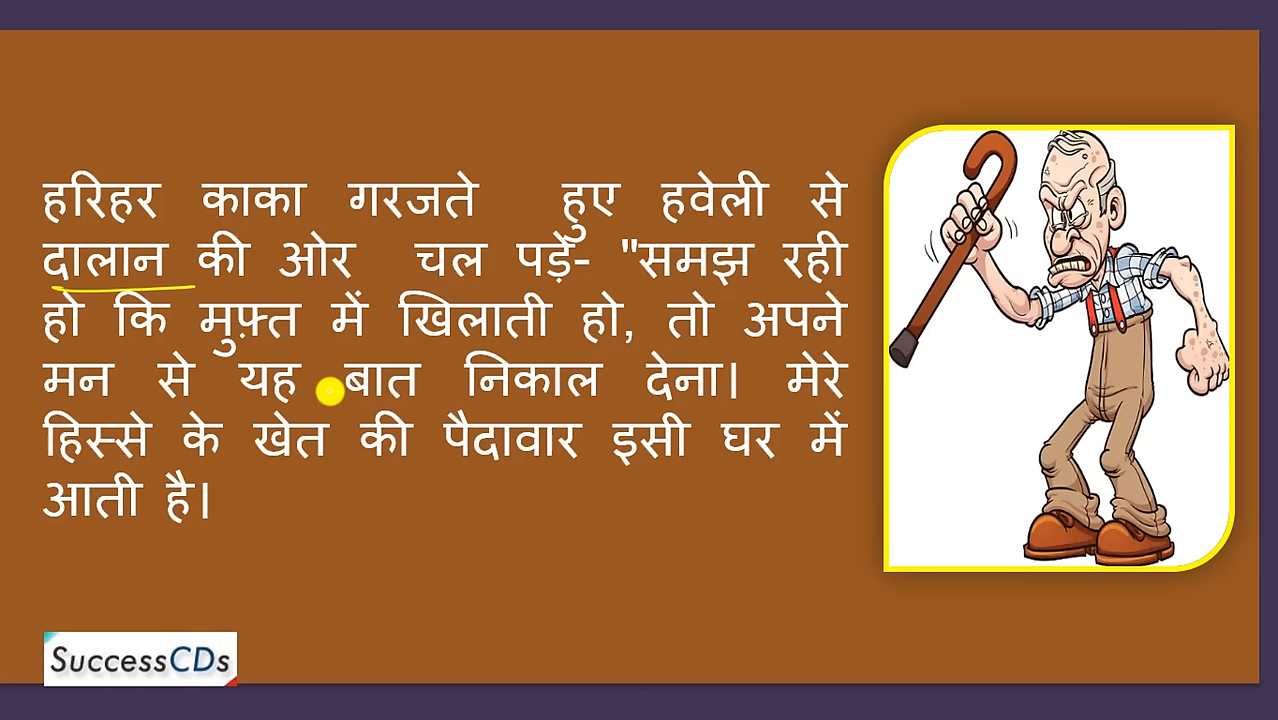 हरिहर काका गरजते हुए हवेली से
दालान की ओर चल पड़े- "समझ रही
हो कि मुफ़्त में खिलाती हो, तो अपने
मन से यह बात निकाल देना। मेरे
हिस्से के खेत की पैदावार इसी घर में
आती है।
SuccessCDs